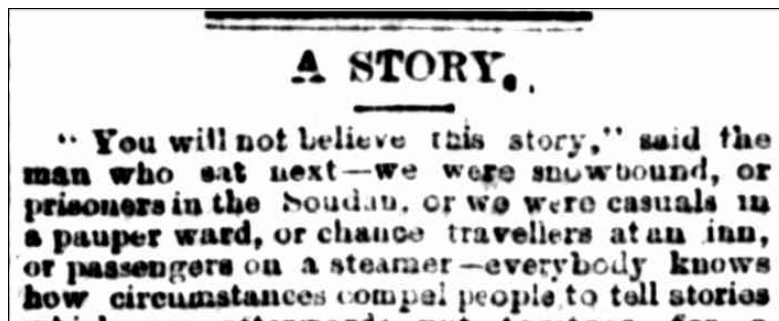 A STORY.
"You will not believe this story," said the
man who sat next—we were snowbound, or
prisoners in the Soudan, or we were casuals in
a pauper ward, or chance travellers at an inn,
or passengers on a steamer—everybody knows
how circumstances compel people to tell stories